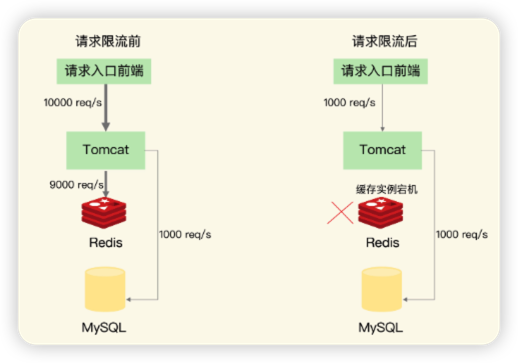 请求限流前
请求入口前端
10000 req/s
Tomcat
9000 req/s
Redis
1000 req/s
MySQL
请求限流后
请求入口前端
1000 req/s
Tomcat
缓存实例宕机
Redis
1000 req/s
MySQL